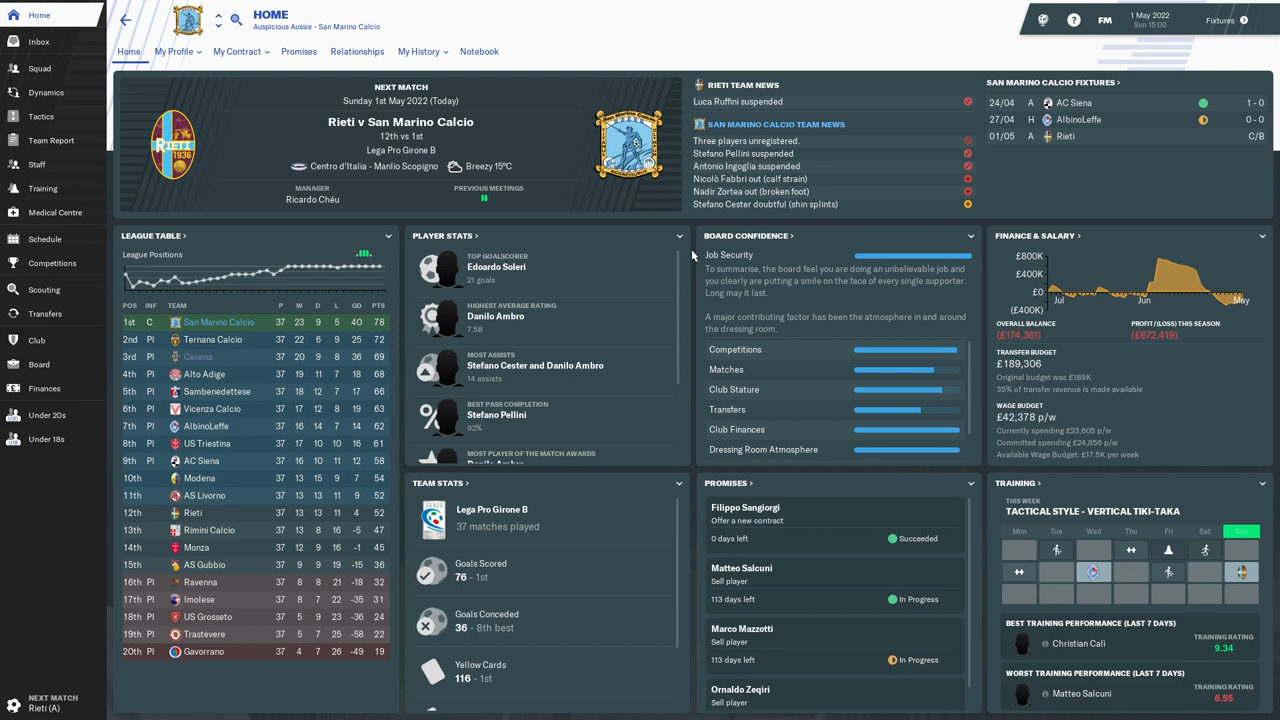 Home
Inbox
Squad
Dynamics
Tactics
Team Report
Staff
Training
Medical Centre
Schedule
Competitions
Scouting
Transfers
Club
Board
Finances
Under 20s
Under 18s
NEXT MATCH
Rieti (A)
HOME
Auspicious Aussie - San Marino Calcio
FM
1 May 2022
Sun 15:00
Fixtures
Home My Profile My Contract Promises Relationships My History Notebook
NEXT MATCH
Sunday 1st May 2022 (Today)
Rieti v San Marino Calcio
12th vs 1st
Lega Pro Girone B
Centro d'Italia - Manlio Scopigno Breezy 15ºC
MANAGER
Ricardo Chéu
PREVIOUS MEETINGS
RIETI
1936
RIETI TEAM NEWS
Luca Ruffini suspended
SAN MARINO CALCIO TEAM NEWS
Three players unregistered.
Stefano Pellini suspended
Antonio Ingoglia suspended
Nicolò Fabbri out (calf strain)
Nadir Zortea out (broken foot)
Stefano Cester doubtful (shin splints)
SAN MARINO CALCIO FIXTURES >
24/04 A AC Siena 1 - 0
27/04 H AlbinoLeffe 0 - 0
01/05 A Rieti C/B
LEAGUE TABLE >
League Positions
POS INF TEAM P W D L GD PTS
1st C San Marino Calcio 37 23 9 5 40 78
2nd Pl Ternana Calcio 37 22 6 9 25 72
3rd Pl Cesena 37 20 9 8 36 69
4th Pl Alto Adige 37 19 11 7 18 68
5th Pl Sambenedettese 37 18 12 7 17 66
6th Pl Vicenza Calcio 37 17 12 8 19 63
7th Pl AlbinoLeffe 37 16 14 7 14 62
8th Pl US Triestina 37 17 10 10 16 61
9th Pl AC Siena 37 16 10 11 12 58
10th Modena 37 13 15 9 7 54
11th AS Livorno 37 13 13 11 9 52
12th Rieti 37 13 13 11 4 52
13th Rimini Calcio 37 13 8 16 -5 47
14th Monza 37 12 9 16 -1 45
15th AS Gubbio 37 9 9 19 -15 36
16th Pl Ravenna 37 8 8 21 -18 32
17th Pl Imolese 37 8 7 22 -35 31
18th Pl US Grosseto 37 5 9 23 -36 24
19th Pl Trastevere 37 5 7 25 -58 22
20th Pl Gavorrano 37 4 7 26 -49 19
PLAYER STATS >
TOP GOALSCORER
Edoardo Soleri
21 goals
HIGHEST AVERAGE RATING
Danilo Ambro
7.58
MOST ASSISTS
Stefano Cester and Danilo Ambro
14 assists
BEST PASS COMPLETION
Stefano Pellini
92%
MOST PLAYER OF THE MATCH AWARDS
Danilo Ambro
TEAM STATS >
Lega Pro Girone B
37 matches played
Goals Scored
76 - 1st
Goals Conceded
36 - 8th best
Yellow Cards
116 - 1st
BOARD CONFIDENCE >
Job Security
To summarise, the board feel you are doing an unbelievable job and
you clearly are putting a smile on the face of every single supporter.
Long may it last.
A major contributing factor has been the atmosphere in and around
the dressing room.
Competitions
Matches
Club Stature
Transfers
Club Finances
Dressing Room Atmosphere
PROMISES >
Filippo Sangiorgi
Offer a new contract
0 days left Succeeded
Matteo Salcuni
Sell player
113 days left In Progress
Marco Mazzotti
Sell player
113 days left In Progress
Ornaldo Zeqiri
Sell player
FINANCE & SALARY >
£800K
£400K
£0
(£400K)
Jul Jun May
OVERALL BALANCE
(£174,361)
PROFIT/(LOSS) THIS SEASON
(£672,419)
TRANSFER BUDGET
£189,306
Original budget was £189K
35% of transfer revenue is made available
WAGE BUDGET
£42,378 p/w
Currently spending £23,605 p/w
Committed spending £24,856 p/w
Available Wage Budget: £17.5K per week
TRAINING >
THIS WEEK
TACTICAL STYLE - VERTICAL TIKI-TAKA
Mon Tue Wed Thu Fri Sat Sun
BEST TRAINING PERFORMANCE (LAST 7 DAYS)
Christian Cali
TRAINING RATING
9.34
WORST TRAINING PERFORMANCE (LAST 7 DAYS)
Matteo Salcuni
TRAINING RATING
6.55